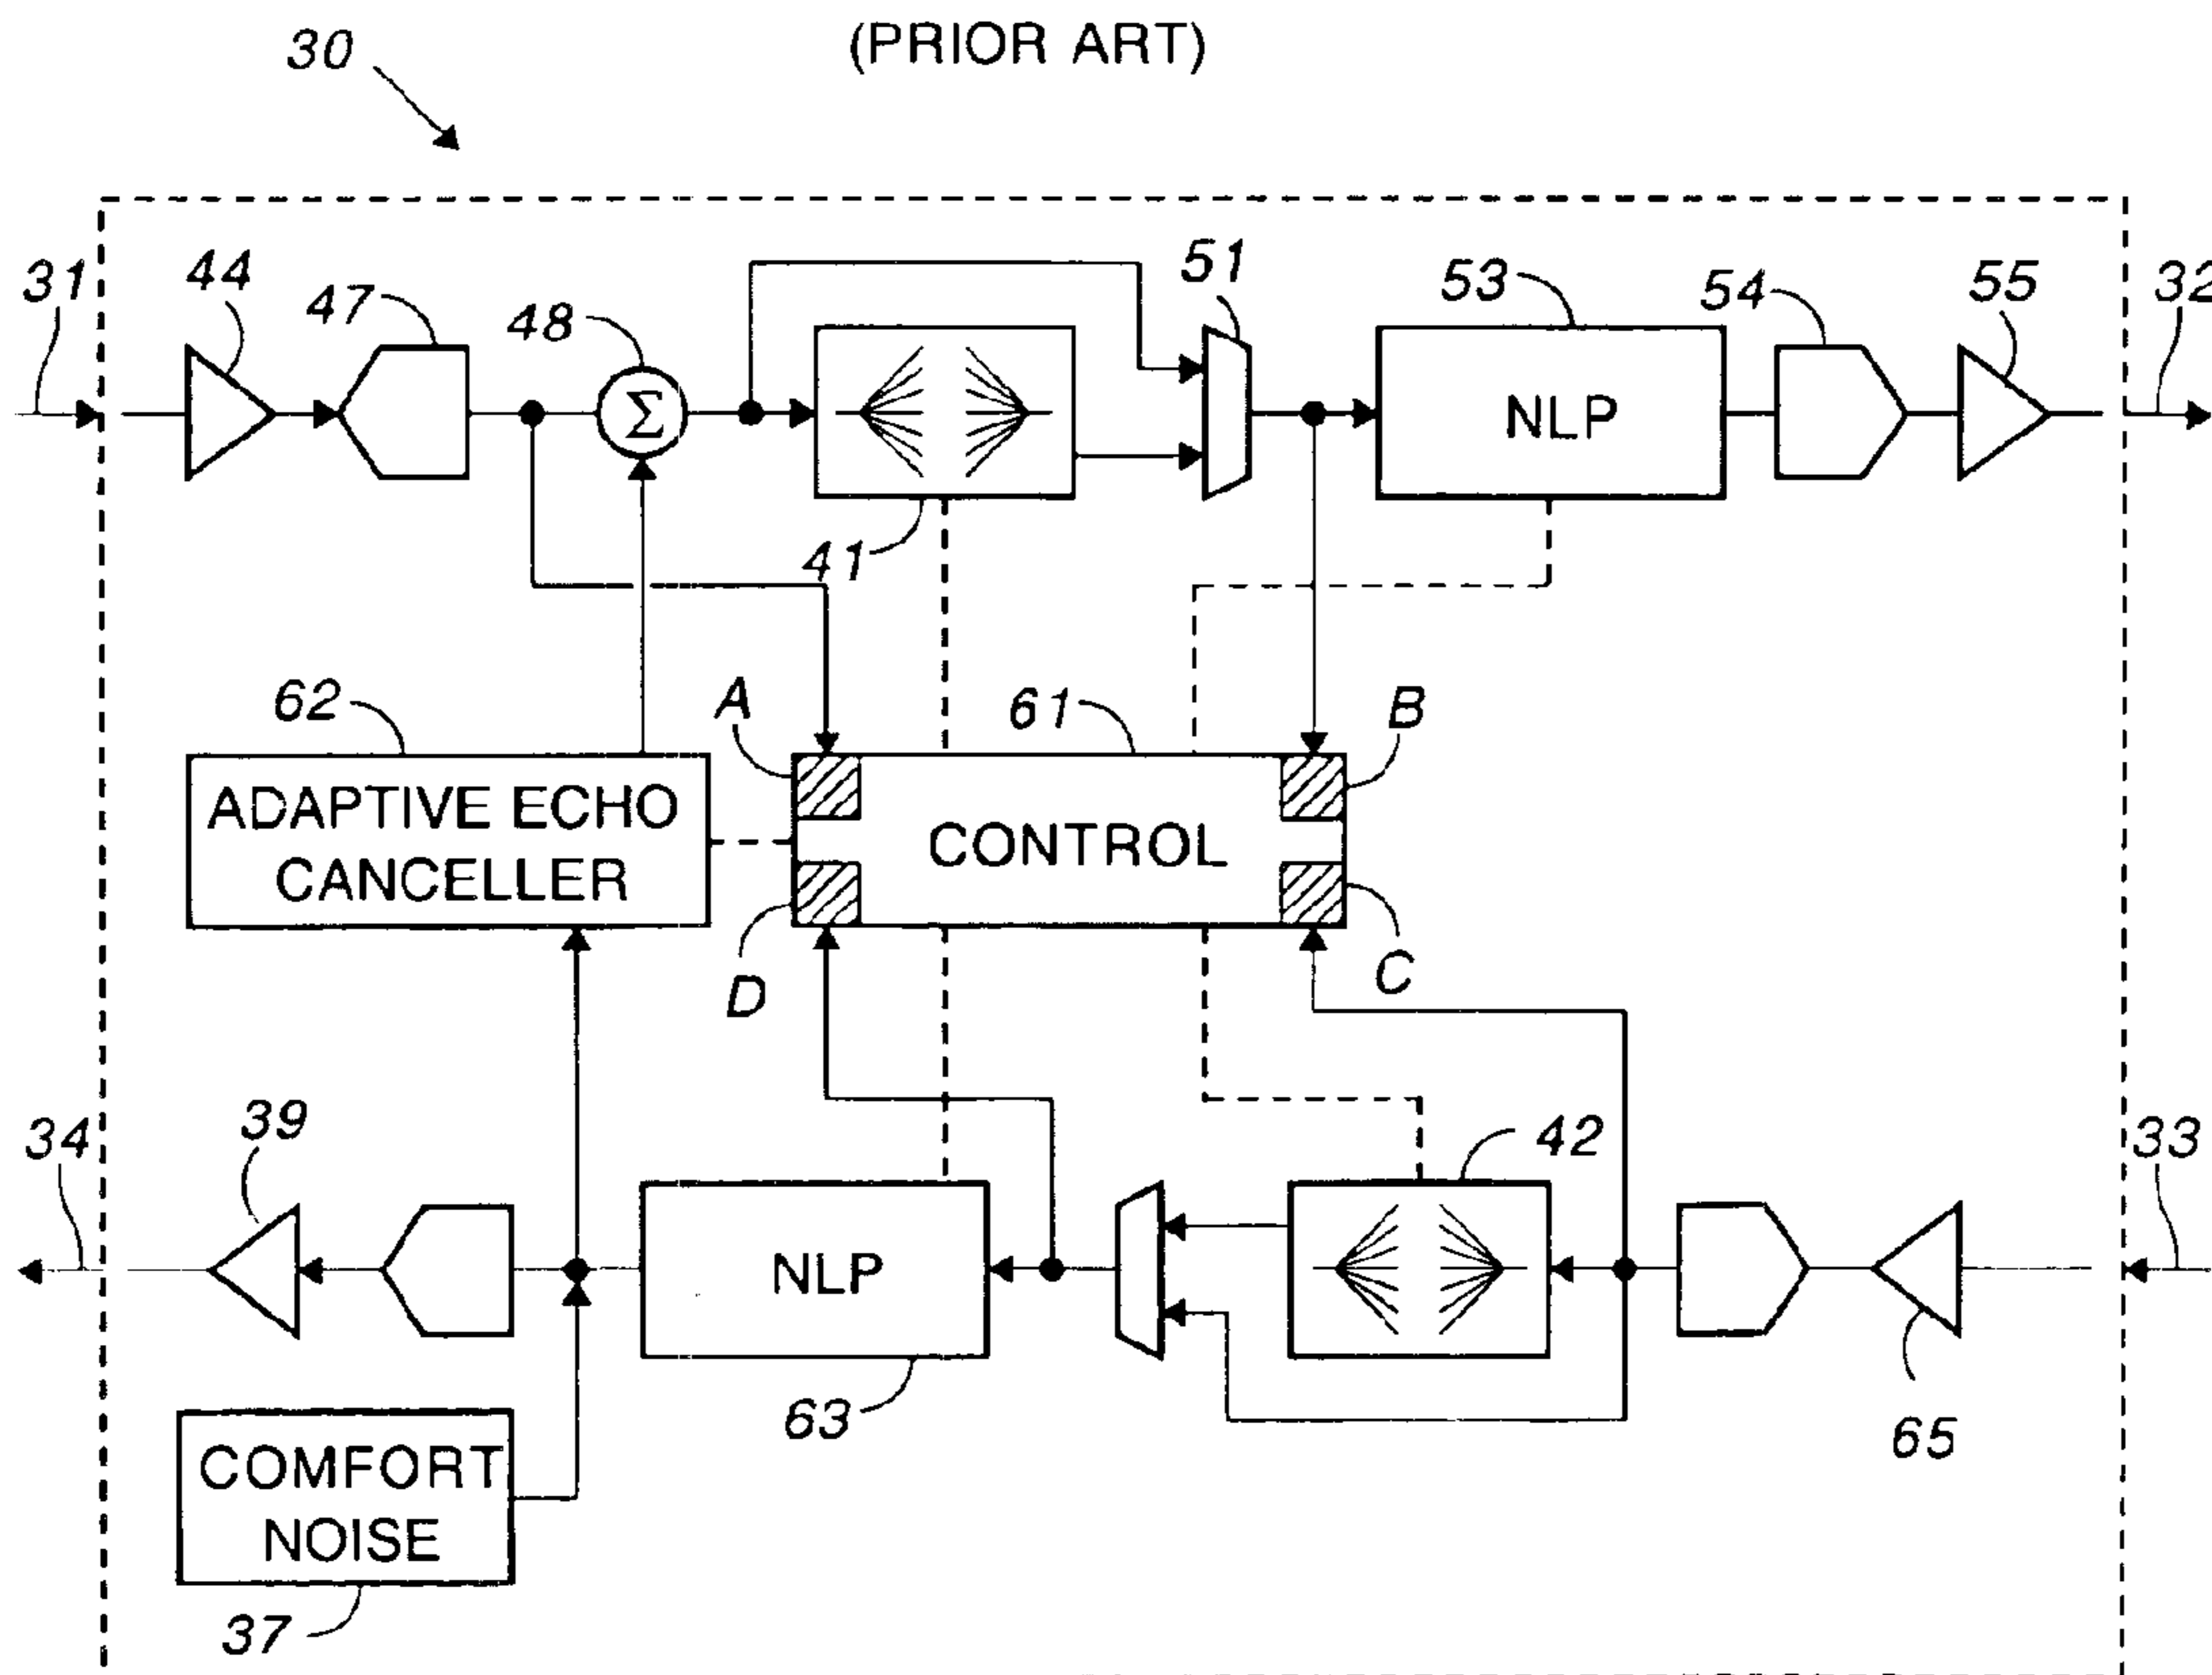 (PRIOR ART)
30
31
44
47
48
51
53
54
55
32
Σ
NLP
41
62
A
61
B
ADAPTIVE ECHO
CANCELLER
CONTROL
D
C
34
39
42
33
NLP
63
65
COMFORT
NOISE
37